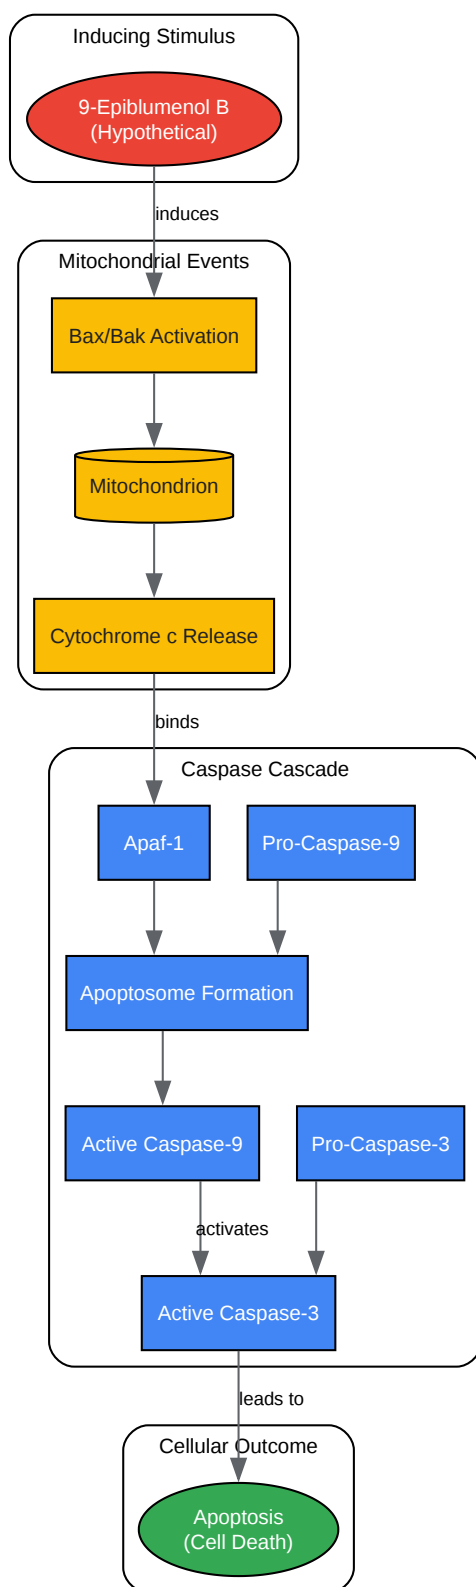 Inducing Stimulus
9-Epiblumenol B
(Hypothetical)
induces
Mitochondrial Events
Bax/Bak Activation
Mitochondrion
Cytochrome c Release
binds
Caspase Cascade
Apaf-1
Pro-Caspase-9
Apoptosome Formation
Active Caspase-9
Pro-Caspase-3
activates
Active Caspase-3
leads to
Cellular Outcome
Apoptosis
(Cell Death)